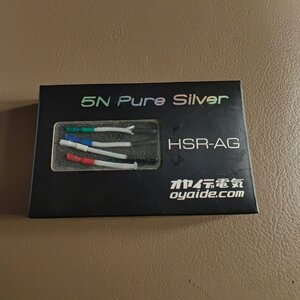 5N Pure Silver
HSR-AG
オヤイデ電気
oyaide.com